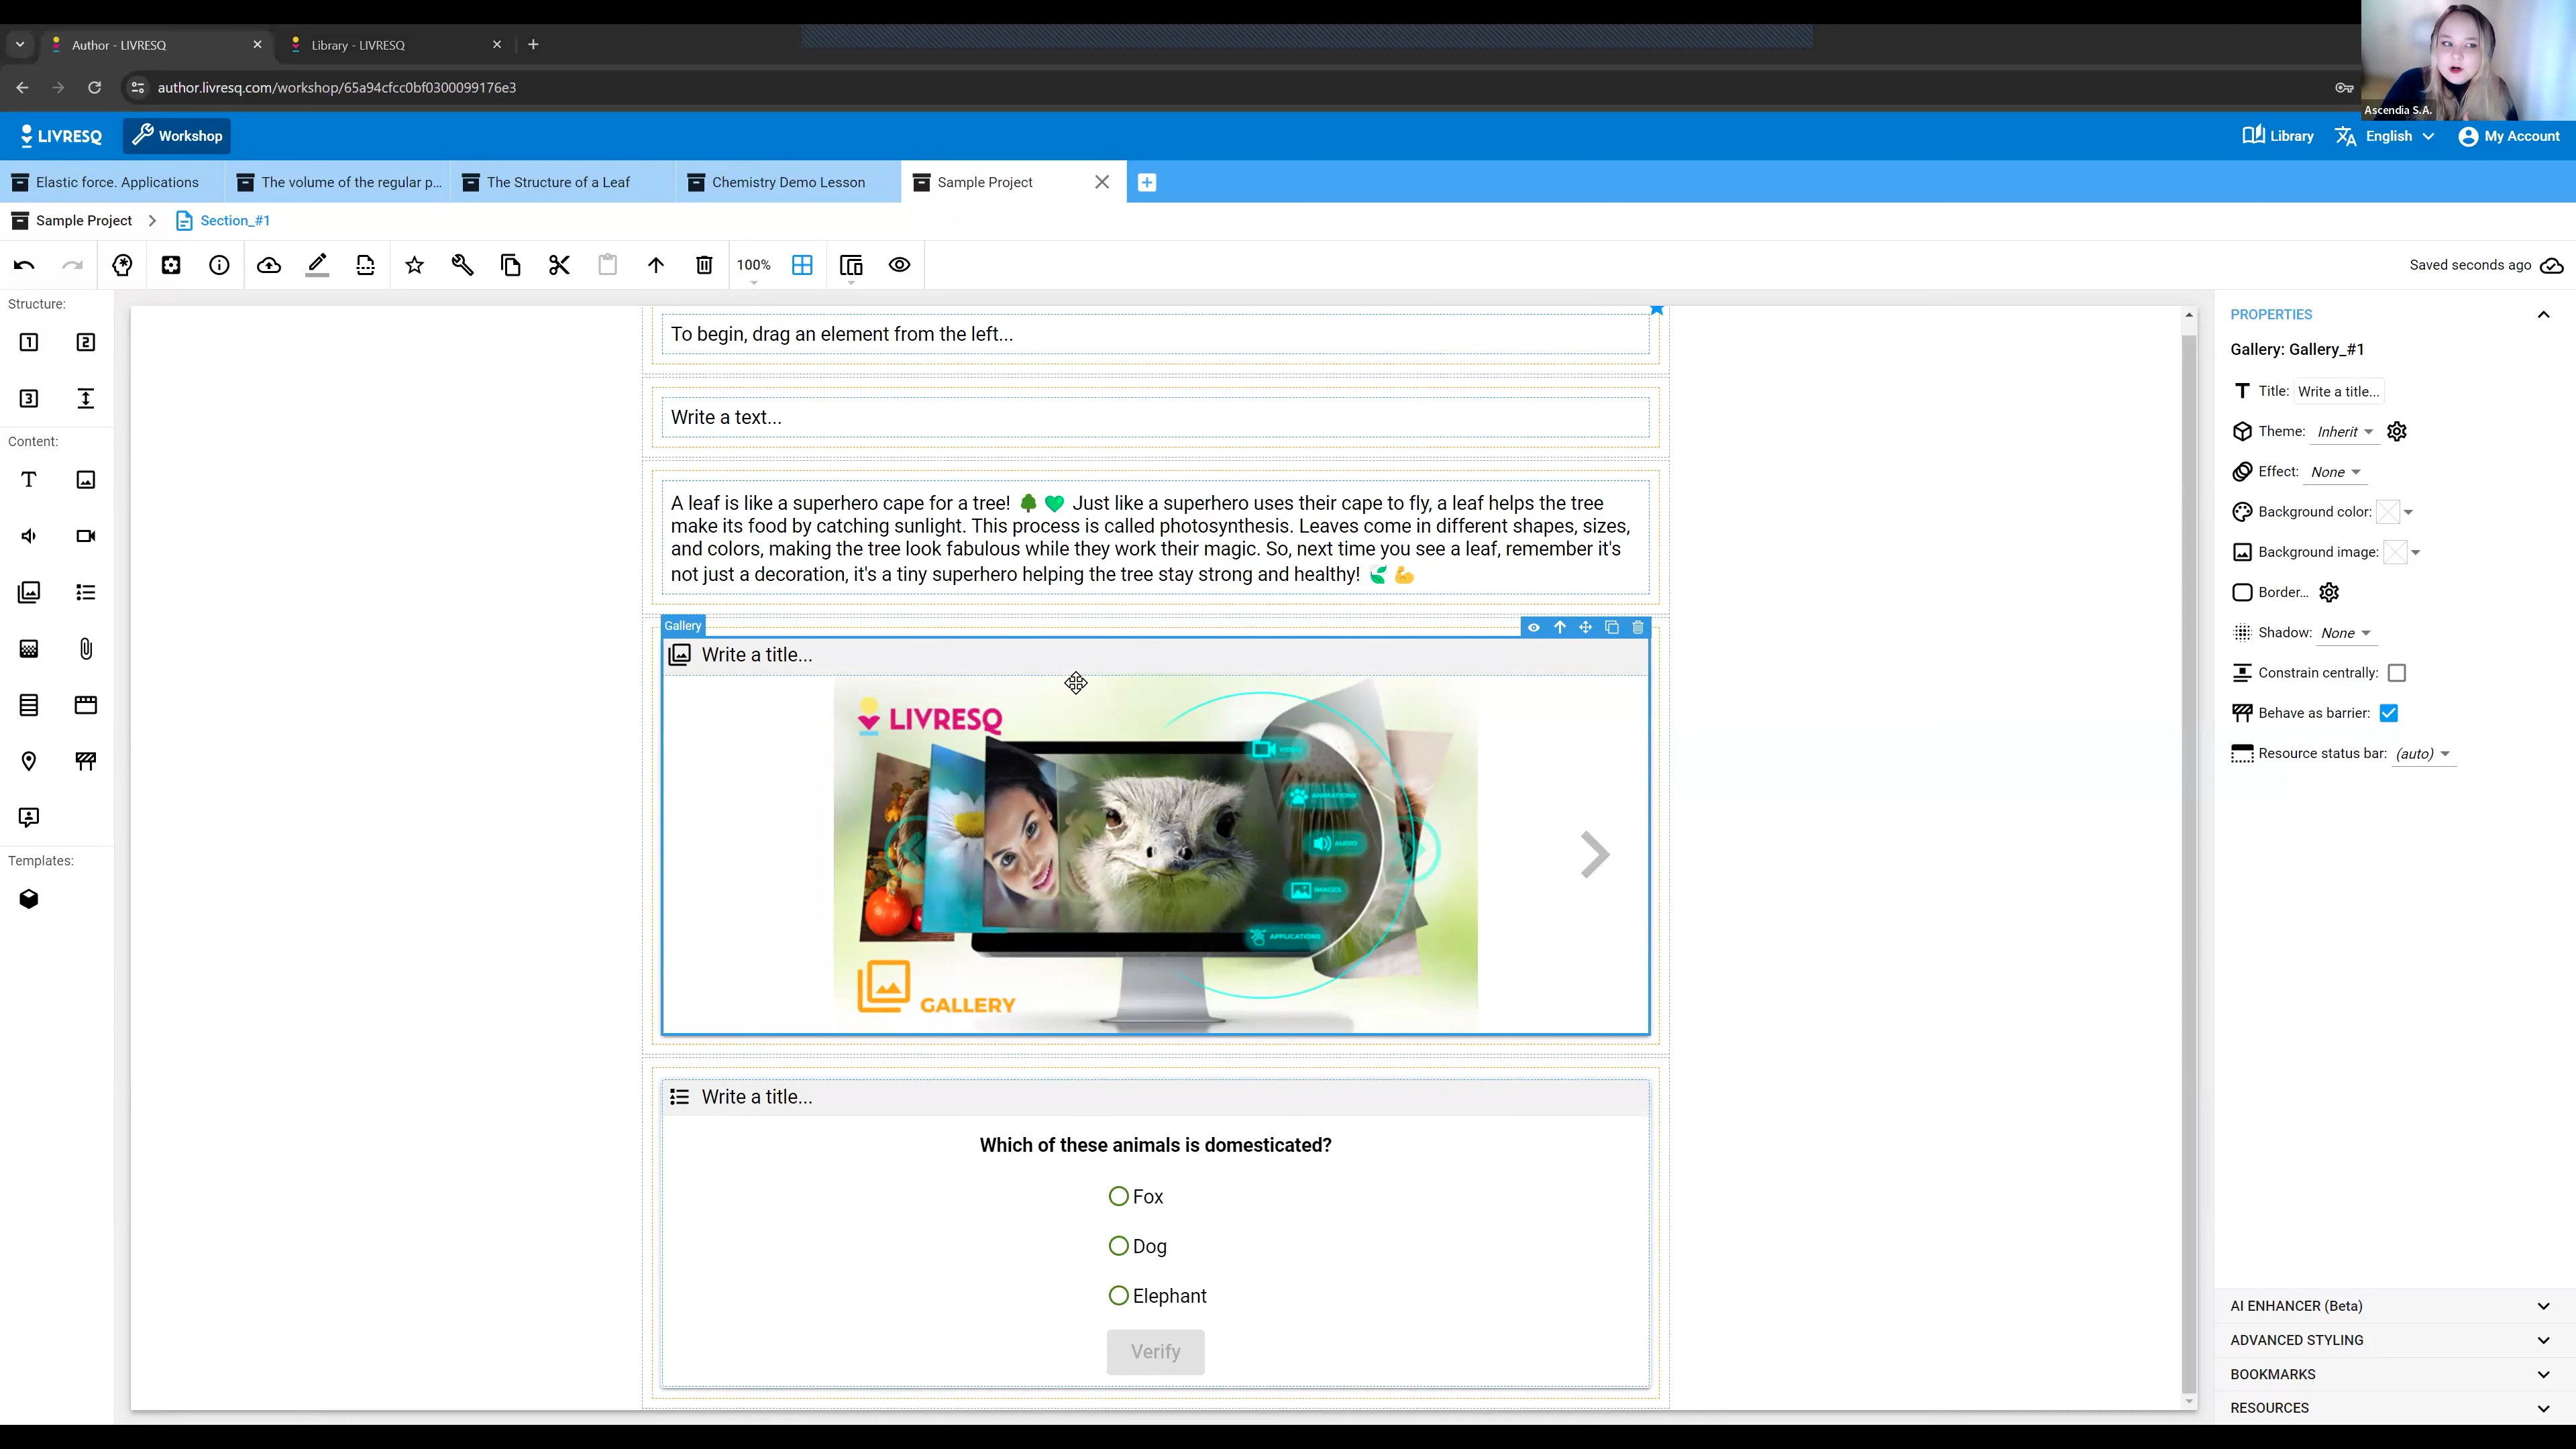 Author - LIVRESQ
Library - LIVRESQ
author.livresq.com/workshop/65a94cfcc0bf0300099176e3
Ascendia S.A.
LIVRESQ
Workshop
Library
English
My Account
Elastic force. Applications
The volume of the regular p...
The Structure of a Leaf
Chemistry Demo Lesson
Sample Project
Sample Project
Section_#1
100%
Saved seconds ago
Structure:
1
2
3
Content:
Templates:
To begin, drag an element from the left...
Write a text...
A leaf is like a superhero cape for a tree! 🌳 💚 Just like a superhero uses their cape to fly, a leaf helps the tree
make its food by catching sunlight. This process is called photosynthesis. Leaves come in different shapes, sizes,
and colors, making the tree look fabulous while they work their magic. So, next time you see a leaf, remember it's
not just a decoration, it's a tiny superhero helping the tree stay strong and healthy! 🍃 💪
Gallery
Write a title...
LIVRESQ
VIDEO
ANIMATIONS
AUDIO
IMAGES
APPLICATIONS
GALLERY
Write a title...
Which of these animals is domesticated?
Fox
Dog
Elephant
Verify
PROPERTIES
Gallery: Gallery_#1
Title: Write a title...
Theme: Inherit
Effect: None
Background color:
Background image:
Border...
Shadow: None
Constrain centrally:
Behave as barrier:
Resource status bar: (auto)
AI ENHANCER (Beta)
ADVANCED STYLING
BOOKMARKS
RESOURCES